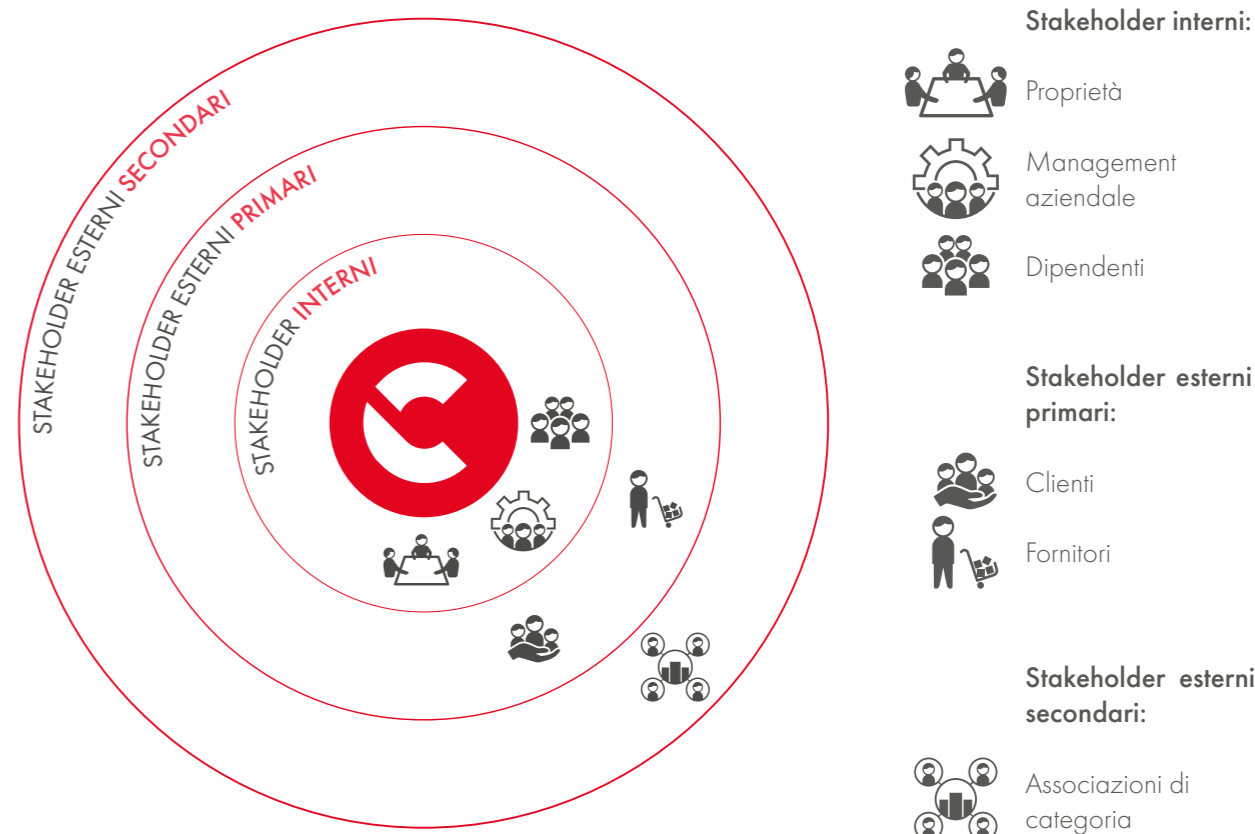 STAKEHOLDER ESTERNI SECONDARI
STAKEHOLDER ESTERNI PRIMARI
STAKEHOLDER INTERNI
Stakeholder interni:
Proprietà
Management
aziendale
Dipendenti
Stakeholder esterni
primari:
Clienti
Fornitori
Stakeholder esterni
secondari:
Associazioni di
categoria